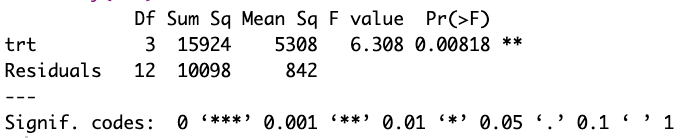 Df Sum Sq Mean Sq F value Pr(>F)
trt 3 15924 5308 6.308 0.00818 **
Residuals 12 10098 842
---
Signif. codes: 0 ‘***’ 0.001 ‘**’ 0.01 ‘*’ 0.05 ‘.’ 0.1 ‘ ’ 1